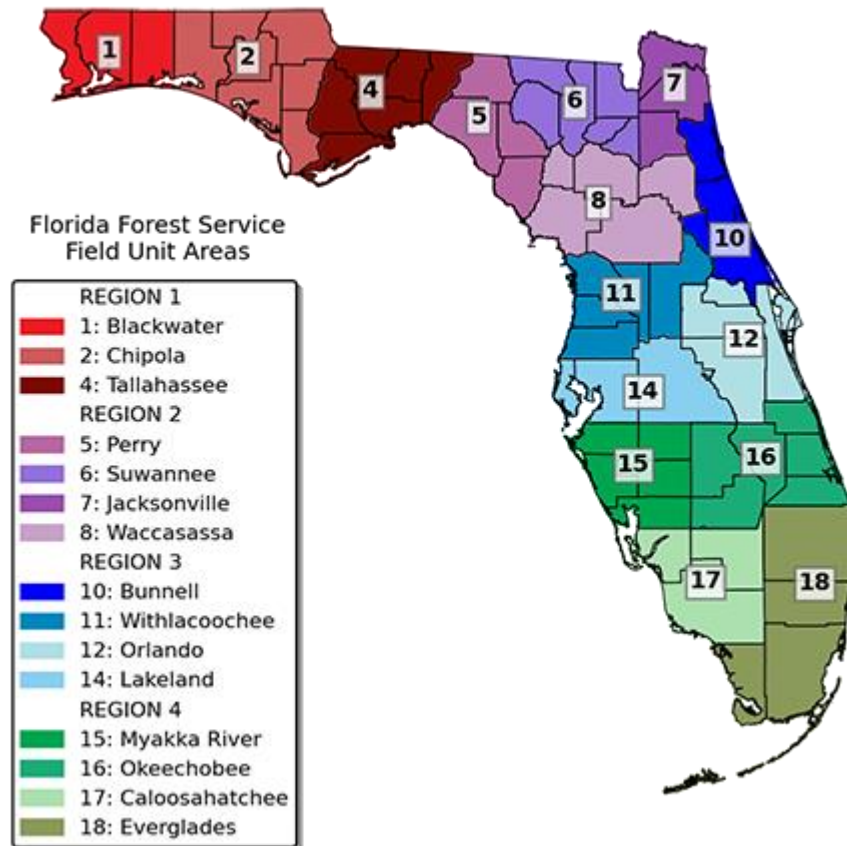 1
2
4
5
6
7
8
10
11
12
14
15
16
17
18
Florida Forest Service
Field Unit Areas
REGION 1
1: Blackwater
2: Chipola
4: Tallahassee
REGION 2
5: Perry
6: Suwannee
7: Jacksonville
8: Waccasassa
REGION 3
10: Bunnell
11: Withlacoochee
12: Orlando
14: Lakeland
REGION 4
15: Myakka River
16: Okeechobee
17: Caloosahatchee
18: Everglades